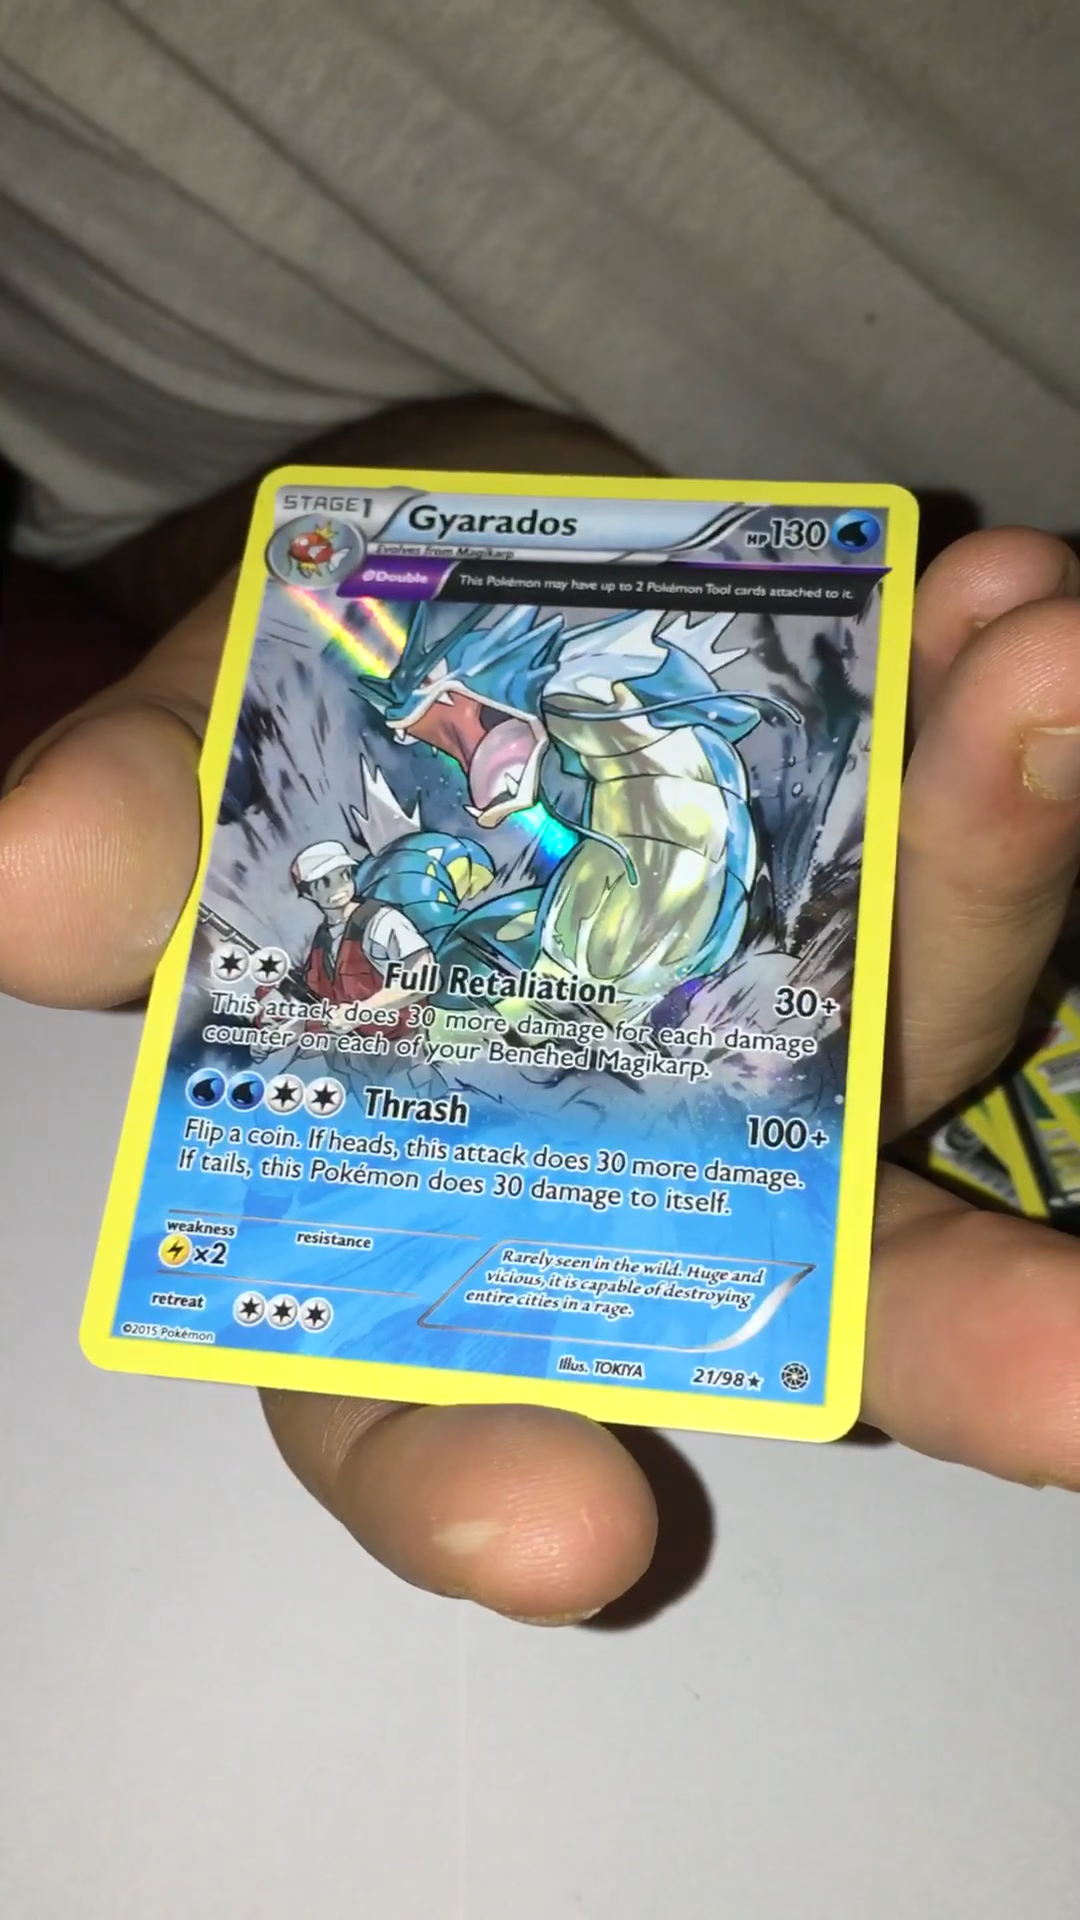 STAGE1
Gyarados
HP130
Evolves from Magikarp
Double
This Pokémon may have up to 2 Pokémon Tool cards attached to it.
Full Retaliation
30+
This attack does 30 more damage for each damage
counter on each of your Benched Magikarp.
Thrash
100+
Flip a coin. If heads, this attack does 30 more damage.
If tails, this Pokémon does 30 damage to itself.
weakness
x2
resistance
retreat
Rarely seen in the wild. Huge and
vicious, it is capable of destroying
entire cities in a rage.
©2015 Pokémon
Illus. TOKIYA
21/98★